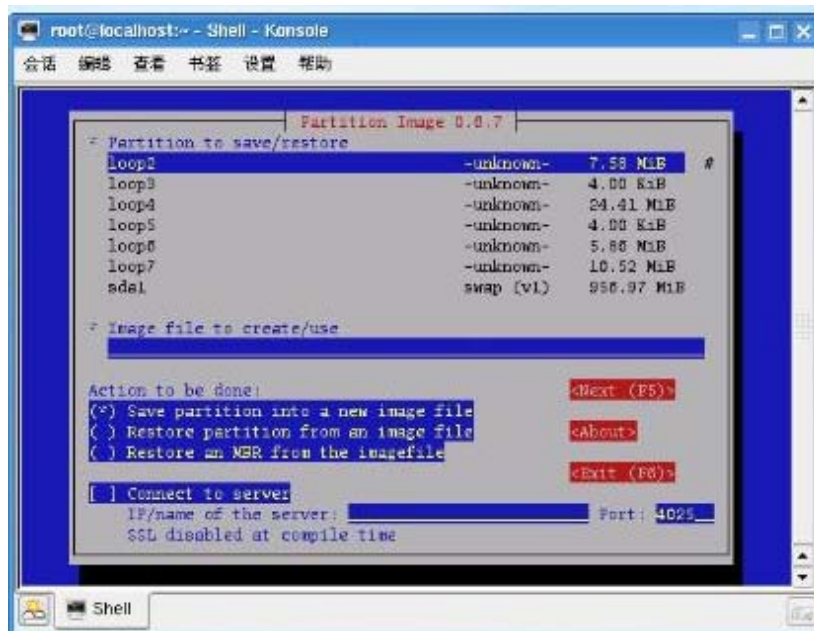 root@localhost:~ - Shell - Konsole
会话 编辑 查看 书签 设置 帮助
Partition Image 0.6.7
* Partition to save/restore
loop2 -unknown- 7.58 MiB #
loop3 -unknown- 4.00 KiB
loop4 -unknown- 24.41 MiB
loop5 -unknown- 4.00 KiB
loop6 -unknown- 5.86 MiB
loop7 -unknown- 10.52 MiB
sda1 swap (v1) 956.97 MiB
* Image file to create/use
Action to be done: <Next (F5)>
(*) Save partition into a new image file
( ) Restore partition from an image file <About>
( ) Restore an MBR from the imagefile
<Exit (F6)>
[ ] Connect to server
IP/name of the server: Port: 4025
SSL disabled at compile time
Shell